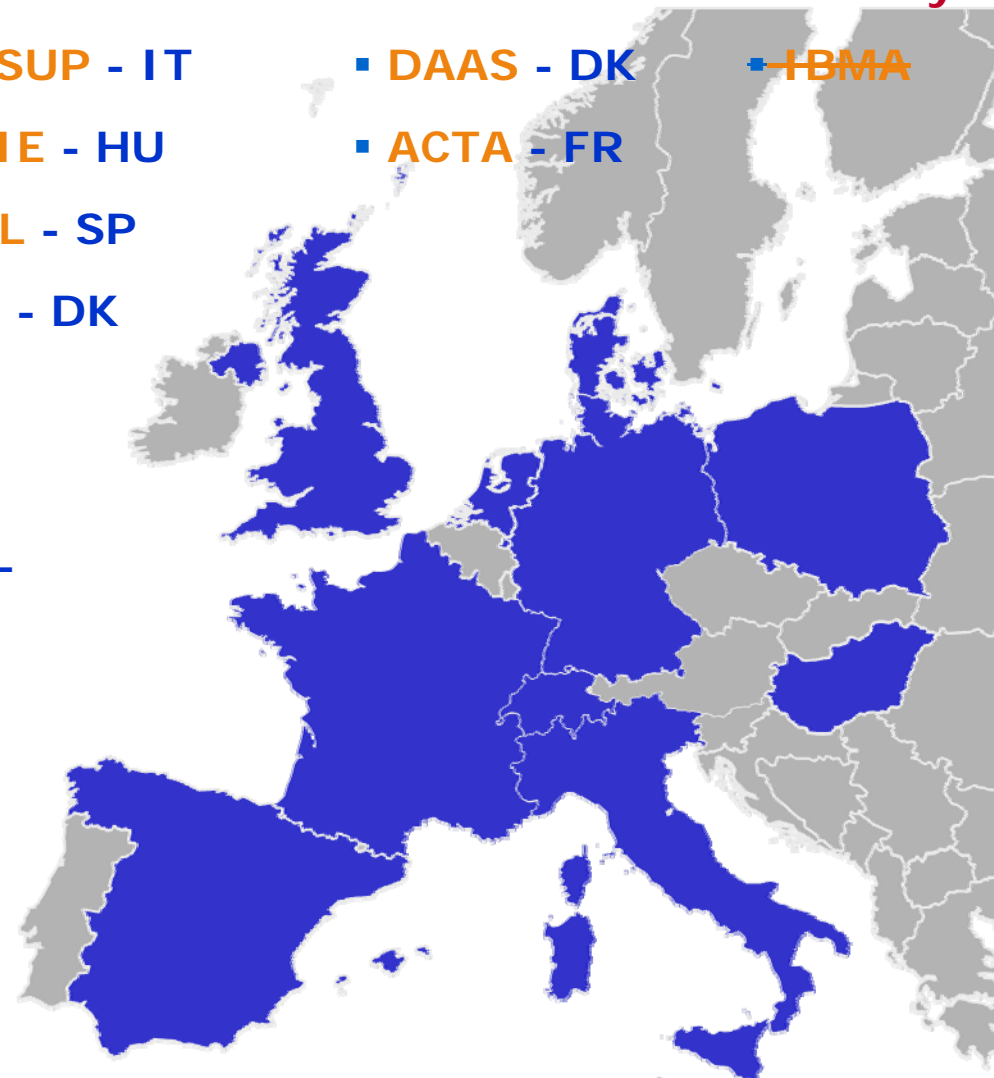 SUP - IT
IE - HU
L - SP
- DK
-
▪ DAAS - DK
▪ ACTA - FR
▪ IBMA